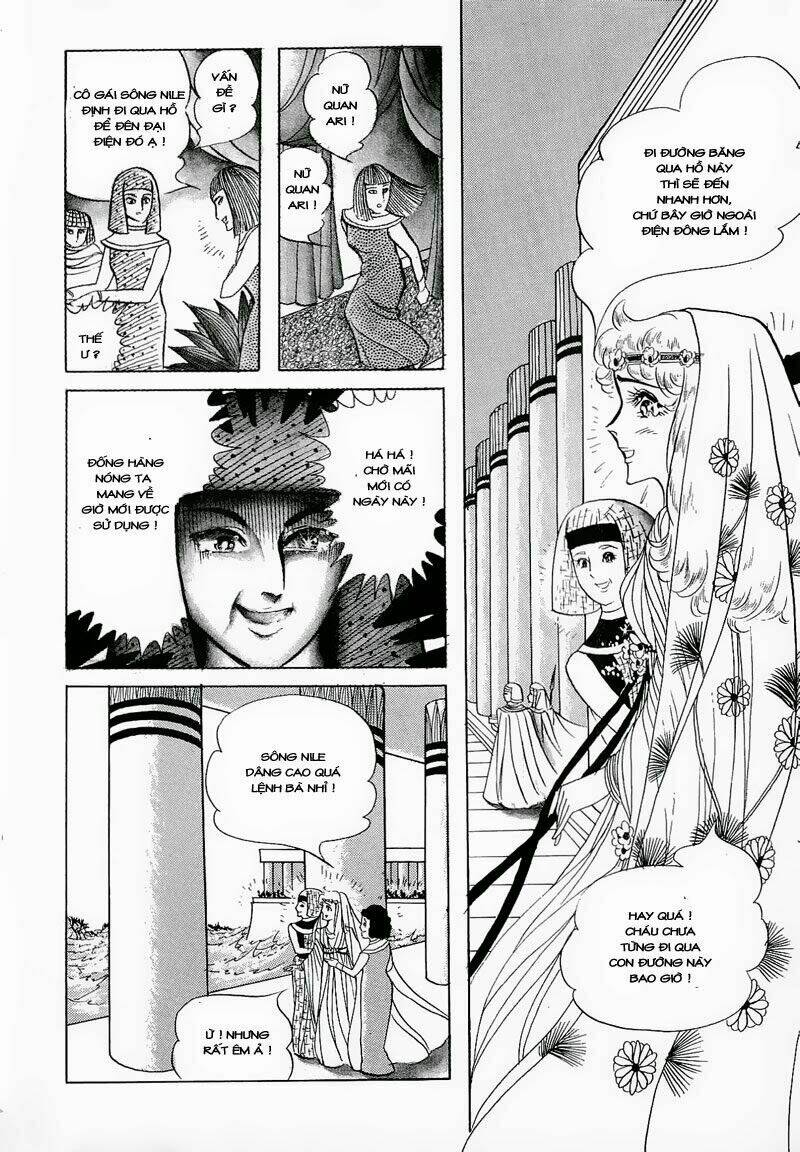 ĐI ĐƯỜNG BĂNG
QUA HỒ NÀY
THÌ SẼ ĐẾN
NHANH HƠN,
CHỨ BÂY GIỜ NGOÀI
ĐIỆN ĐÔNG LẮM !
HAY QUÁ !
CHÁU CHƯA
TỪNG ĐI QUA
CON ĐƯỜNG NÀY
BAO GIỜ !
NỮ
QUAN
ARI !
NỮ
QUAN
ARI !
VẤN
ĐỀ
GÌ ?
CÔ GÁI SÔNG NILE
ĐỊNH ĐI QUA HỒ
ĐỂ ĐẾN ĐẠI
ĐIỆN ĐÓ Ạ !
THẾ
Ư ?
HÁ HÁ !
CHỜ MÃI
MỚI CÓ
NGÀY NÀY !
ĐỐNG HÀNG
NÓNG TA
MANG VỀ
GIỜ MỚI ĐƯỢC
SỬ DỤNG !
SÔNG NILE
DÂNG CAO QUÁ
LỆNH BÀ NHỈ !
Ừ ! NHƯNG
RẤT ÊM Ả !